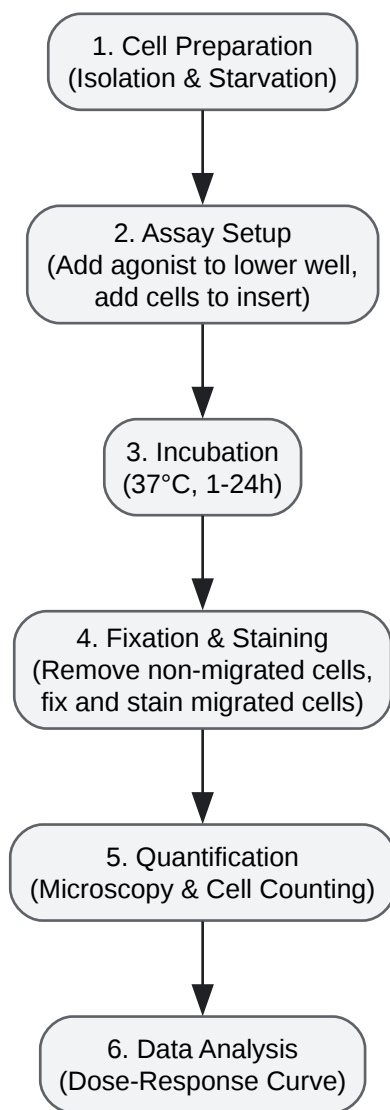 1. Cell Preparation
(Isolation & Starvation)
2. Assay Setup
(Add agonist to lower well,
add cells to insert)
3. Incubation
(37°C, 1-24h)
4. Fixation & Staining
(Remove non-migrated cells,
fix and stain migrated cells)
5. Quantification
(Microscopy & Cell Counting)
6. Data Analysis
(Dose-Response Curve)